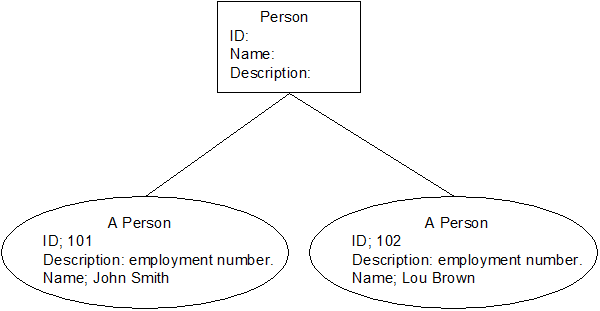 Person
ID:
Name:
Description:
A Person
ID; 101
Description: employment number.
Name; John Smith
A Person
ID; 102
Description: employment number.
Name; Lou Brown